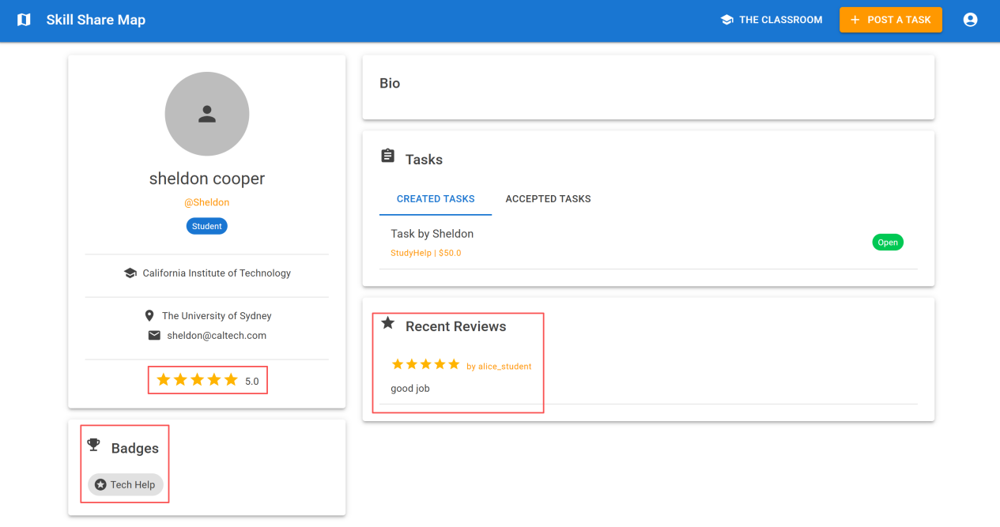 Skill Share Map
THE CLASSROOM
+ POST A TASK
sheldon cooper
@Sheldon
Student
California Institute of Technology
The University of Sydney
sheldon@caltech.com
5.0
Badges
Tech Help
Bio
Tasks
CREATED TASKS
ACCEPTED TASKS
Task by Sheldon
StudyHelp | $50.0
Open
Recent Reviews
by alice_student
good job